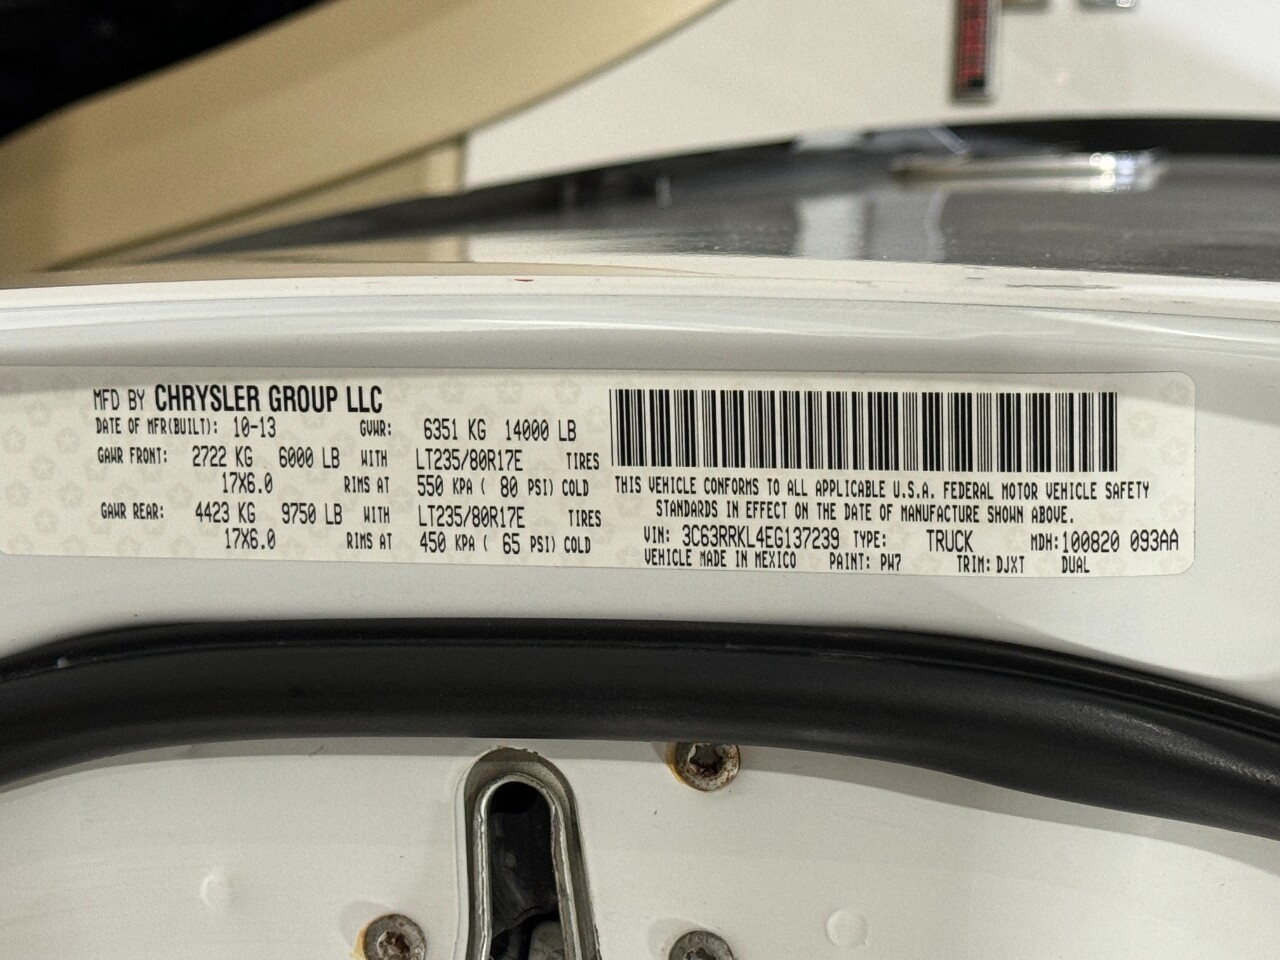 MFD BY CHRYSLER GROUP LLC
DATE OF MFR(BUILT): 10-13 GVWR: 6351 KG 14000 LB
GAWR FRONT: 2722 KG 6000 LB WITH LT235/80R17E TIRES
17X6.0 RIMS AT 550 KPA ( 80 PSI) COLD
GAWR REAR: 4423 KG 9750 LB WITH LT235/80R17E TIRES
17X6.0 RIMS AT 450 KPA ( 65 PSI) COLD
THIS VEHICLE CONFORMS TO ALL APPLICABLE U.S.A. FEDERAL MOTOR VEHICLE SAFETY
STANDARDS IN EFFECT ON THE DATE OF MANUFACTURE SHOWN ABOVE.
VIN: 3C63RRKL4EG137239 TYPE: TRUCK MDH: 100820 093AA
VEHICLE MADE IN MEXICO PAINT: PW7 TRIM: DJXT DUAL